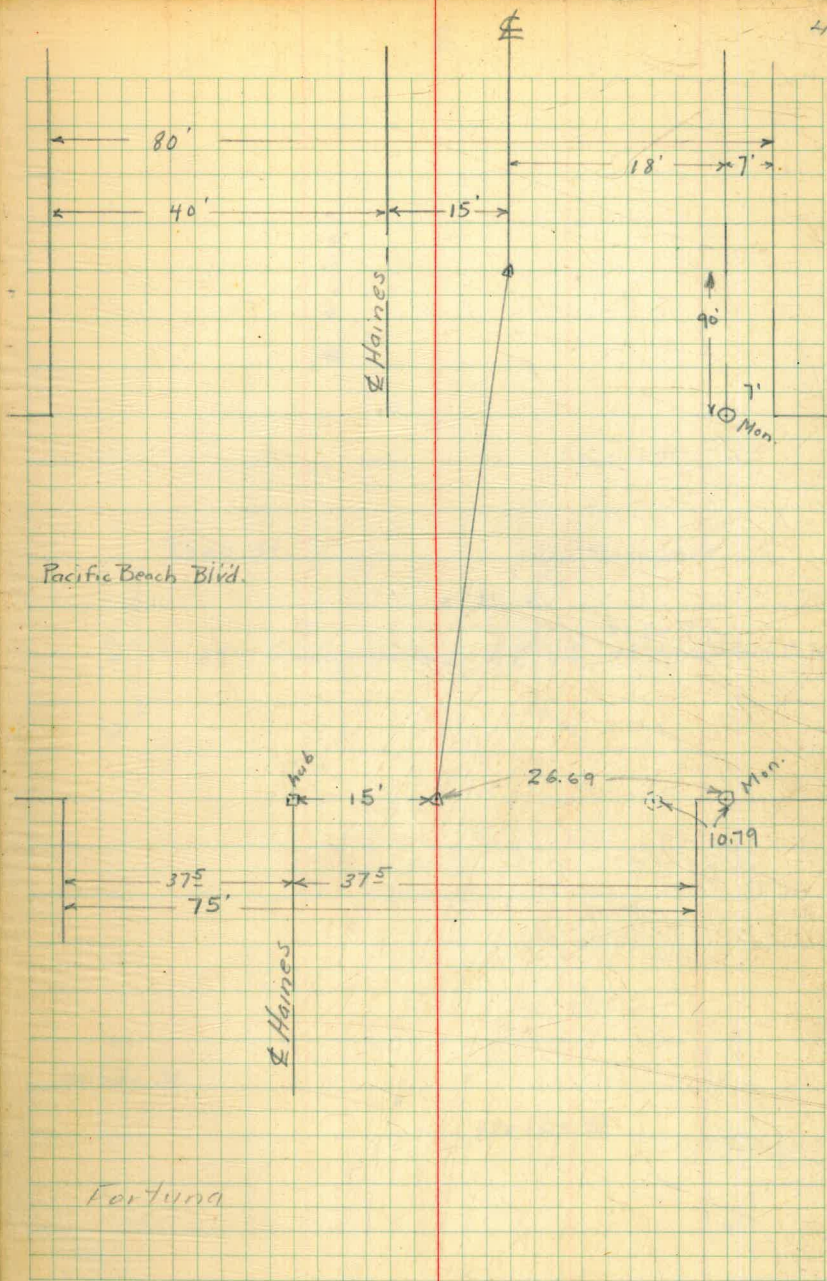 ℄
4
80'
18' 7'
40' 15'
℄ Haines
90'
7'
Mon.
Pacific Beach Blvd.
hub
15'
26.69
Mon.
10.79
37⁵ 37⁵
75'
℄ Haines
Fortuna